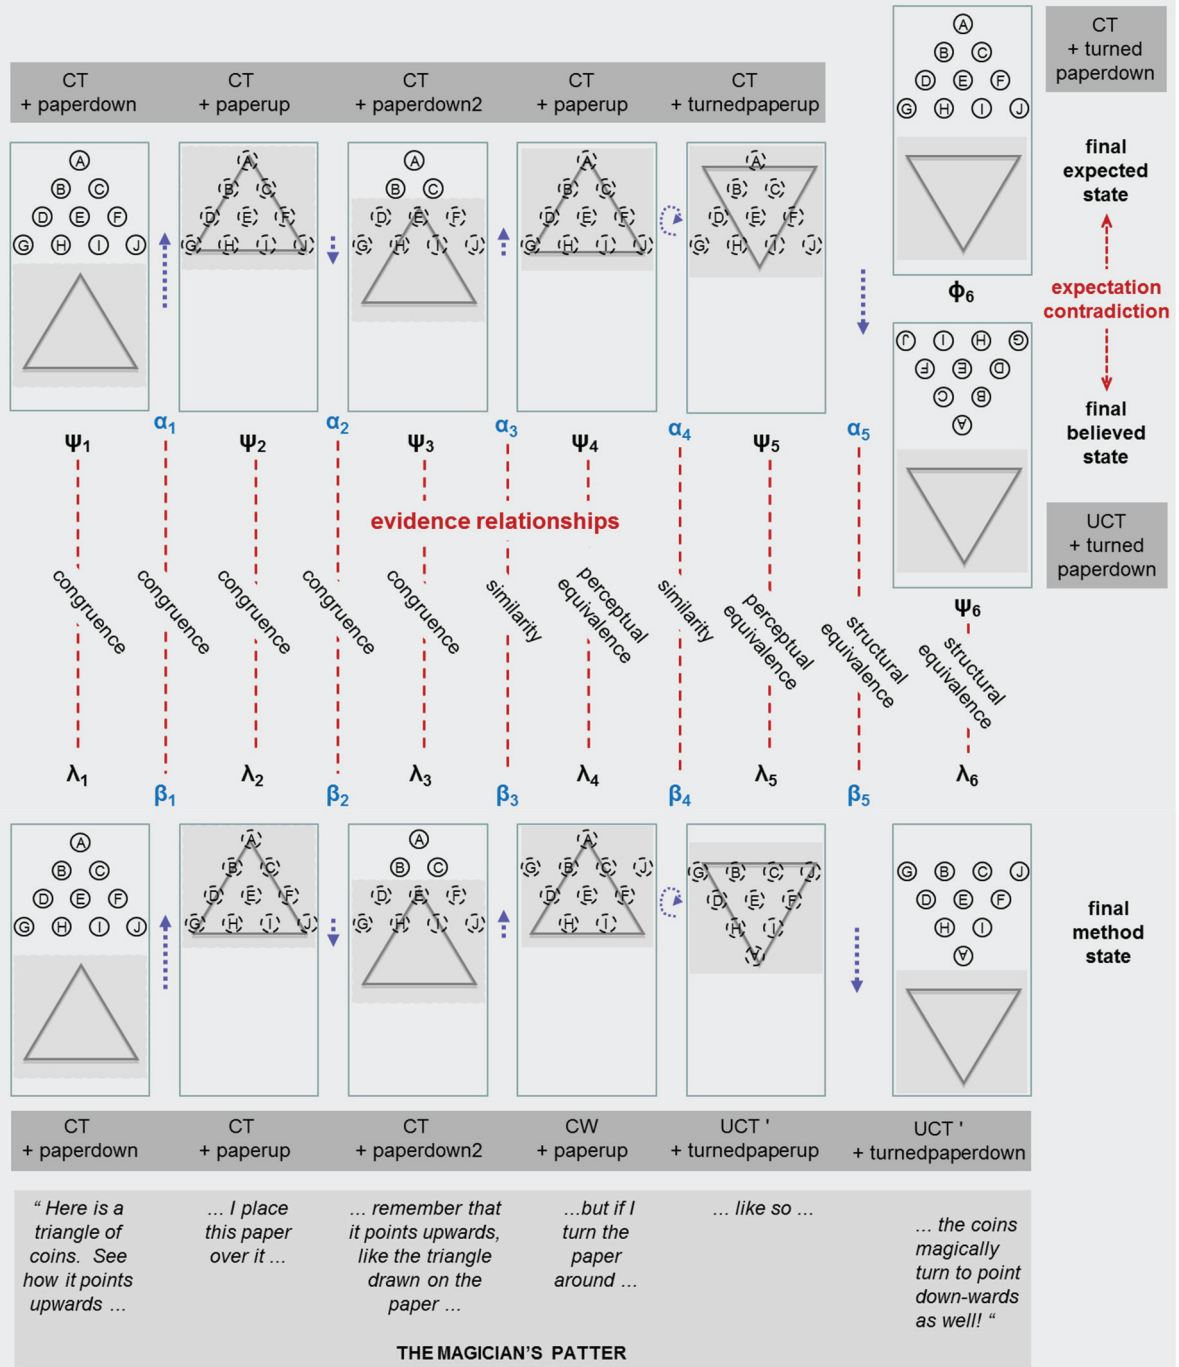 CT
+ paperdown
CT
+ paperup
CT
+ paperdown2
CT
+ paperup
CT
+ turnedpaperup
CT
+ turned
paperdown
A
B C
D E F
G H I J
A
B C
D E F
G H I J
A
B C
D E F
G H I J
A
B C
D E F
G H I J
A
B C
D E F
G H I J
A
B C
D E F
G H I J
final
expected
state
Φ6
expectation
contradiction
J I H G
F E D
C B
A
final
believed
state
α1
α2
α3
α4
α5
Ψ1
Ψ2
Ψ3
Ψ4
Ψ5
UCT
+ turned
paperdown
Ψ6
evidence relationships
congruence
congruence
congruence
congruence
congruence
similarity
perceptual
equivalence
similarity
perceptual
equivalence
structural
equivalence
structural
equivalence
λ1
λ2
λ3
λ4
λ5
λ6
β1
β2
β3
β4
β5
A
B C
D E F
G H I J
A
B C
D E F
G H I J
A
B C
D E F
G H I J
A
G B C J
D E F
H I
G B C J
D E F
H I
A
G B C J
D E F
H I
A
final
method
state
CT
+ paperdown
CT
+ paperup
CT
+ paperdown2
CW
+ paperup
UCT '
+ turnedpaperup
UCT '
+ turnedpaperdown
“ Here is a
triangle of
coins. See
how it points
upwards …
… I place
this paper
over it …
… remember that
it points upwards,
like the triangle
drawn on the
paper …
…but if I
turn the
paper
around …
… like so …
… the coins
magically
turn to point
down-wards
as well! “
THE MAGICIAN'S PATTER